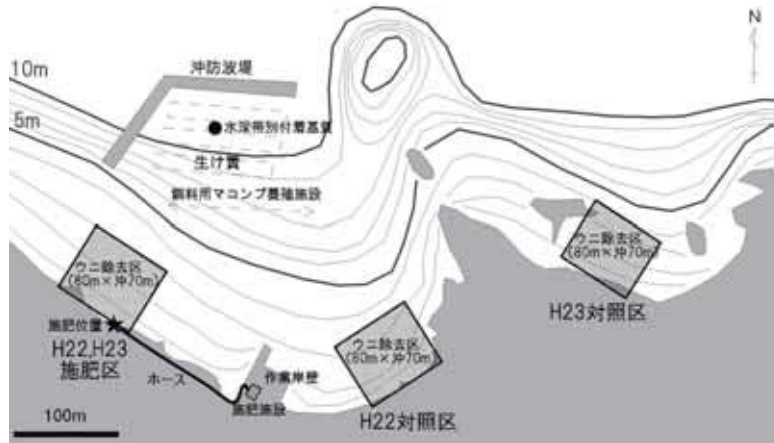 N
沖防波堤
10m
5m
水深帯別付着基質
生け簀
餌料用マコンブ養殖施設
ウニ除去区
(80m×沖70m)
ウニ除去区
(80m×沖70m)
H23対照区
施肥位置
H22,H23
施肥区
ホース
作業岸壁
施肥施設
ウニ除去区
(80m×沖70m)
H22対照区
100m